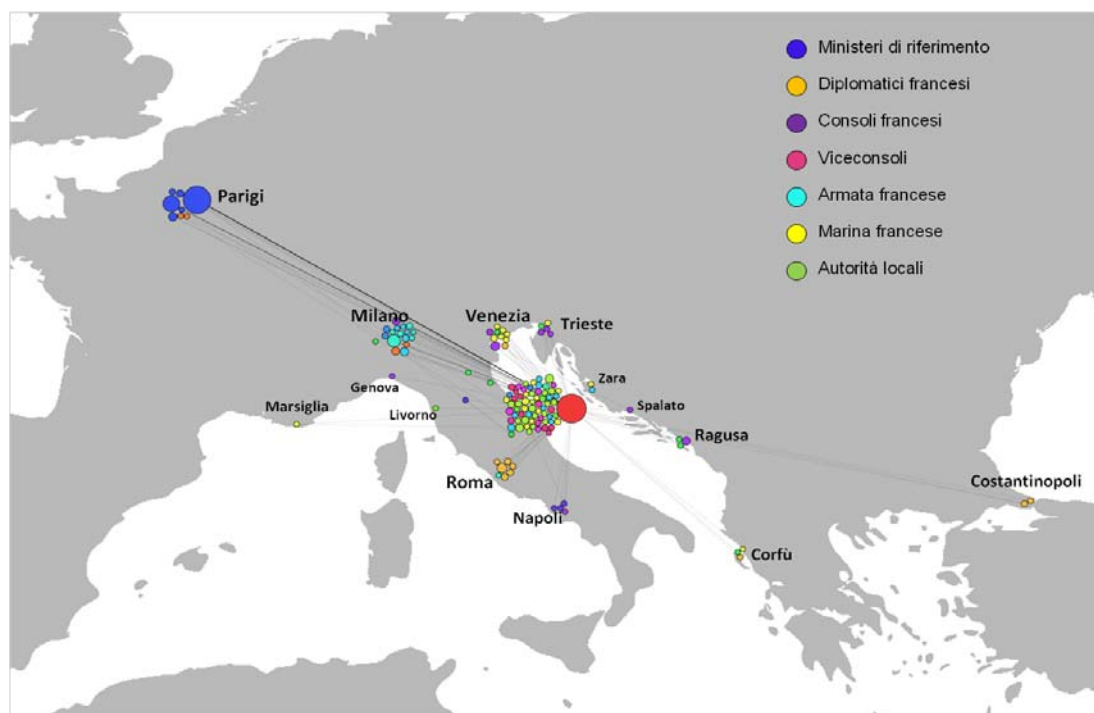 Ministeri di riferimento
Diplomatici francesi
Consoli francesi
Viceconsoli
Armata francese
Marina francese
Autorità locali
Parigi
Milano
Venezia
Trieste
Genova
Zara
Marsiglia
Livorno
Spalato
Ragusa
Roma
Costantinopoli
Napoli
Corfù